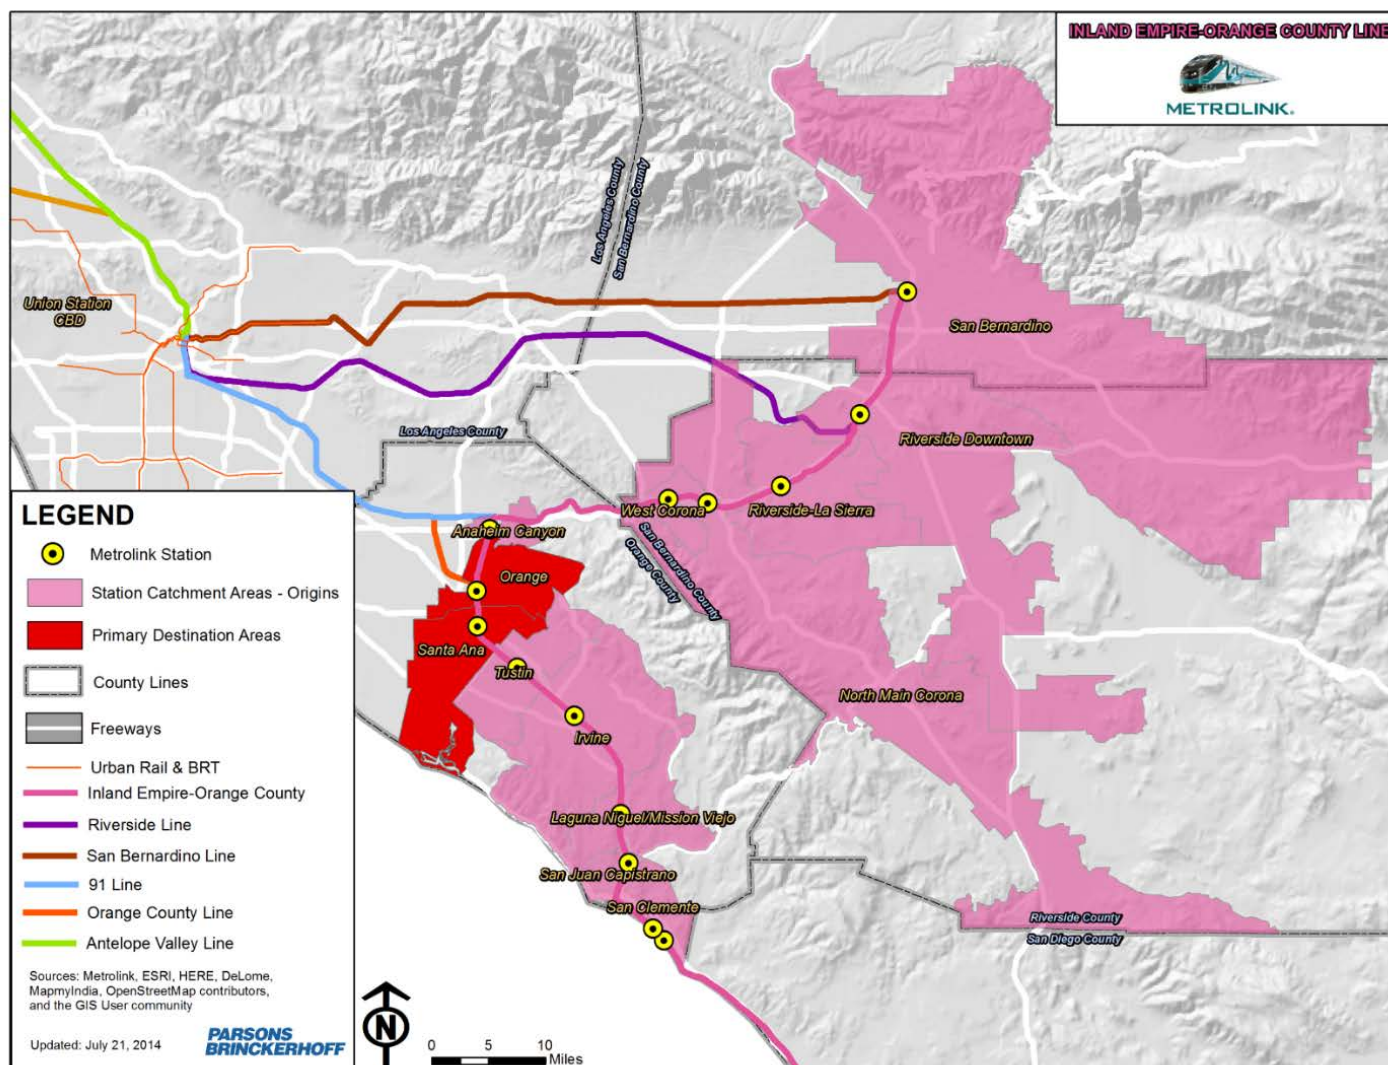 INLAND EMPIRE-ORANGE COUNTY LINE
METROLINK®
Los Angeles County
San Bernardino County
Union Station
CBD
San Bernardino
Los Angeles County
Riverside Downtown
West Corona
Riverside-La Sierra
Anaheim Canyon
San Bernardino County
Orange County
Orange
Santa Ana
Tustin
North Main Corona
Irvine
Laguna Niguel/Mission Viejo
San Juan Capistrano
San Clemente
Riverside County
San Diego County
LEGEND
Metrolink Station
Station Catchment Areas - Origins
Primary Destination Areas
County Lines
Freeways
Urban Rail & BRT
Inland Empire-Orange County
Riverside Line
San Bernardino Line
91 Line
Orange County Line
Antelope Valley Line
Sources: Metrolink, ESRI, HERE, DeLome,
MapmyIndia, OpenStreetMap contributors,
and the GIS User community
Updated: July 21, 2014
PARSONS
BRINCKERHOFF
N
0 5 10
Miles